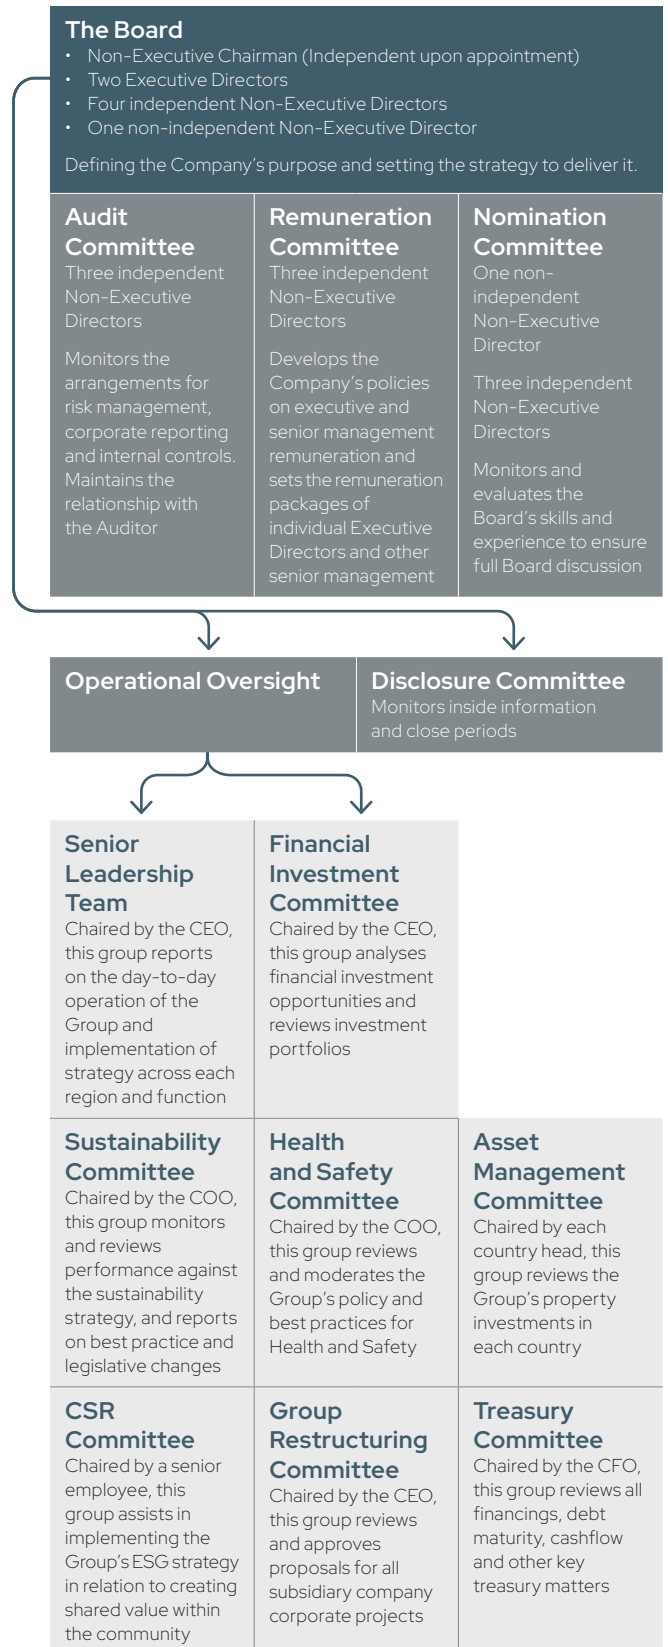 The Board
• Non-Executive Chairman (Independent upon appointment)
• Two Executive Directors
• Four independent Non-Executive Directors
• One non-independent Non-Executive Director
Defining the Company's purpose and setting the strategy to deliver it.
Audit
Committee
Three independent
Non-Executive
Directors
Monitors the
arrangements for
risk management,
corporate reporting
and internal controls.
Maintains the
relationship with
the Auditor
Remuneration
Committee
Three independent
Non-Executive
Directors
Develops the
Company's policies
on executive and
senior management
remuneration and
sets the remuneration
packages of
individual Executive
Directors and other
senior management
Nomination
Committee
One non-
independent
Non-Executive
Director
Three independent
Non-Executive
Directors
Monitors and
evaluates the
Board's skills and
experience to ensure
full Board discussion
Operational Oversight
Disclosure Committee
Monitors inside information
and close periods
Senior
Leadership
Team
Chaired by the CEO,
this group reports
on the day-to-day
operation of the
Group and
implementation of
strategy across each
region and function
Financial
Investment
Committee
Chaired by the CEO,
this group analyses
financial investment
opportunities and
reviews investment
portfolios
Sustainability
Committee
Chaired by the COO,
this group monitors
and reviews
performance against
the sustainability
strategy, and reports
on best practice and
legislative changes
Health
and Safety
Committee
Chaired by the COO,
this group reviews
and moderates the
Group's policy and
best practices for
Health and Safety
Asset
Management
Committee
Chaired by each
country head, this
group reviews the
Group's property
investments in
each country
CSR
Committee
Chaired by a senior
employee, this
group assists in
implementing the
Group's ESG strategy
in relation to creating
shared value within
the community
Group
Restructuring
Committee
Chaired by the CEO,
this group reviews
and approves
proposals for all
subsidiary company
corporate projects
Treasury
Committee
Chaired by the CFO,
this group reviews all
financings, debt
maturity, cashflow
and other key
treasury matters